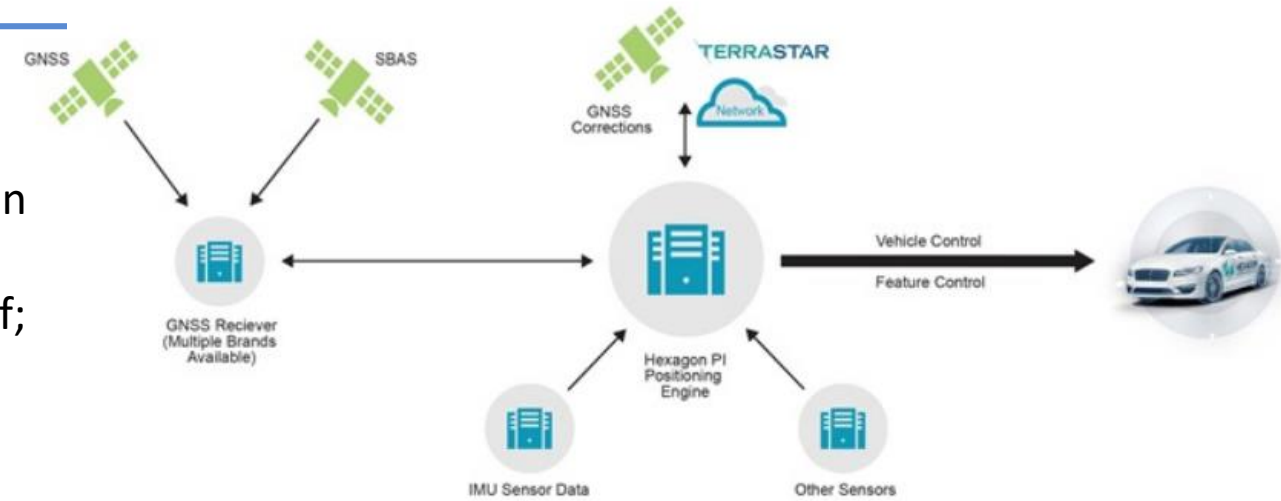 GNSS
SBAS
TERRASTAR
Network
GNSS
Corrections
n
f;
Vehicle Control
Feature Control
GNSS Reciever
(Multiple Brands
Available)
Hexagon PI
Positioning
Engine
IMU Sensor Data
Other Sensors